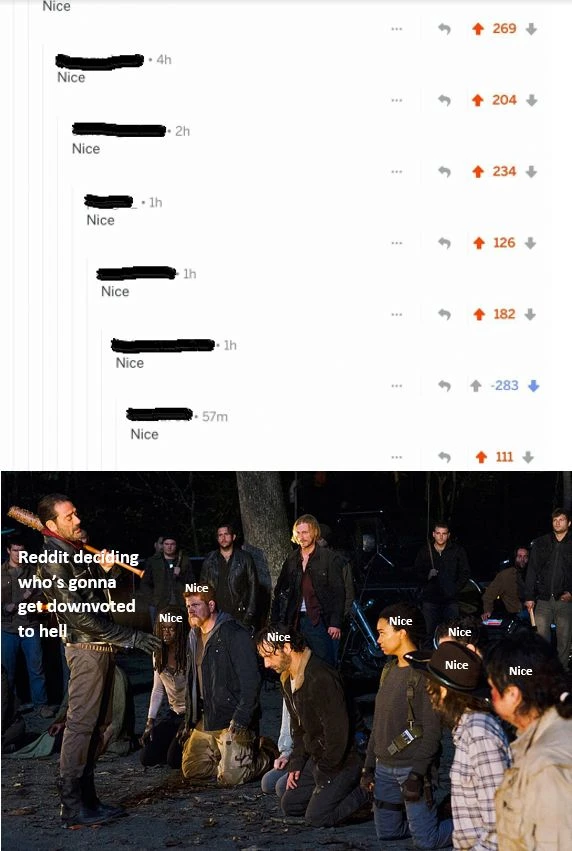 Nice
269
• 4h
Nice
204
• 2h
Nice
234
• 1h
Nice
126
• 1h
Nice
182
• 1h
Nice
-283
• 57m
Nice
111
Reddit deciding
who's gonna
get downvoted
to hell
Nice
Nice
Nice
Nice
Nice
Nice
Nice